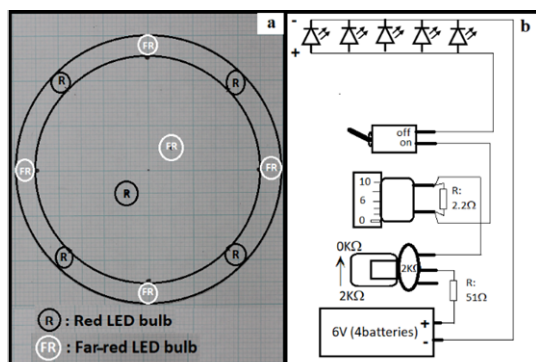 a
FR
R
R
FR
FR
FR
R
R
R
FR
R : Red LED bulb
FR : Far-red LED bulb
b
-
+
off
on
10
6
0
R:
2.2Ω
0KΩ
2KΩ
2KΩ
R:
51Ω
6V (4batteries)
+
-